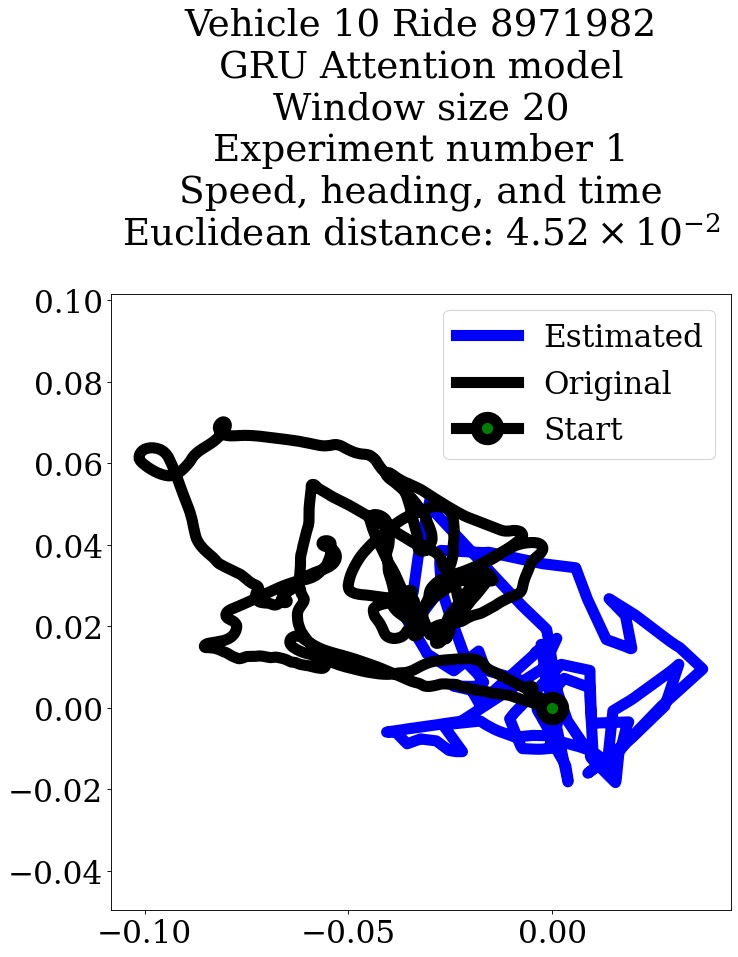 Vehicle 10 Ride 8971982
GRU Attention model
Window size 20
Experiment number 1
Speed, heading, and time
Euclidean distance: 4.52 × 10⁻²
Estimated
Original
Start
0.10
0.08
0.06
0.04
0.02
0.00
−0.02
−0.04
−0.10 −0.05 0.00